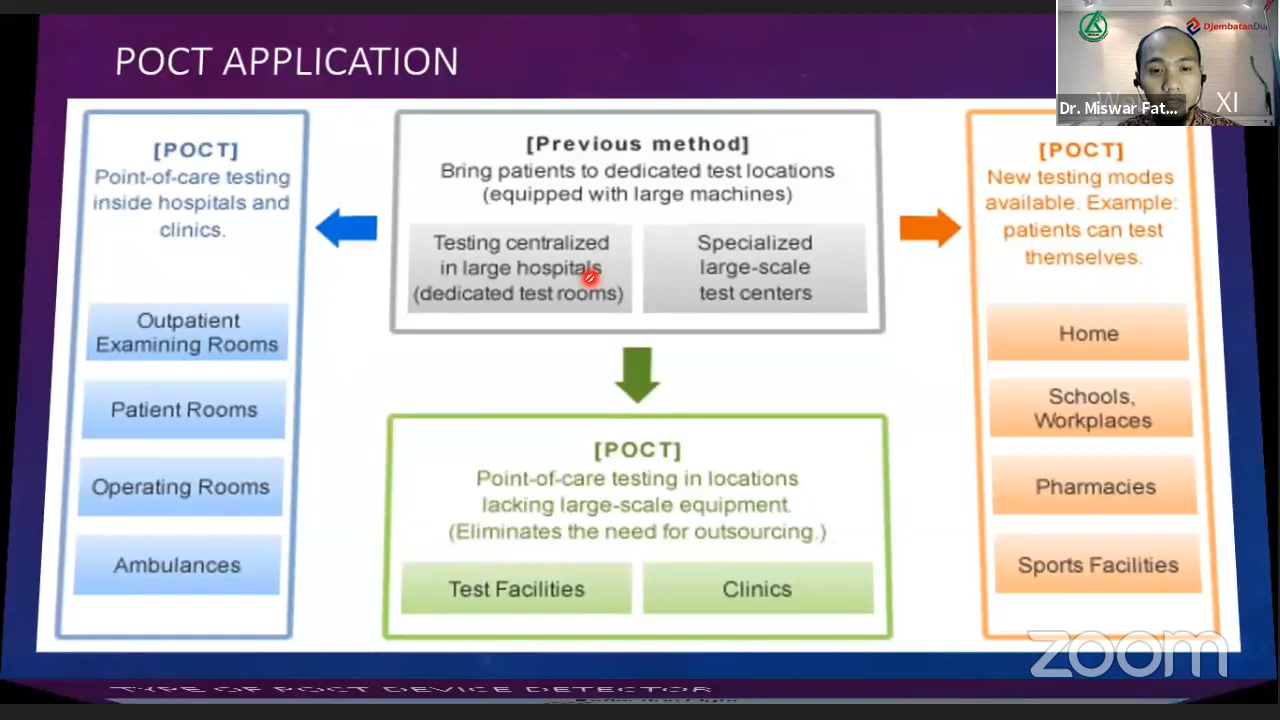 POCT APPLICATION
[POCT]
Point-of-care testing
inside hospitals and
clinics.
Outpatient
Examining Rooms
Patient Rooms
Operating Rooms
Ambulances
[Previous method]
Bring patients to dedicated test locations
(equipped with large machines)
Testing centralized
in large hospitals
(dedicated test rooms)
Specialized
large-scale
test centers
[POCT]
Point-of-care testing in locations
lacking large-scale equipment.
(Eliminates the need for outsourcing.)
Test Facilities
Clinics
[POCT]
New testing modes
available. Example:
patients can test
themselves.
Home
Schools,
Workplaces
Pharmacies
Sports Facilities
XI
Dr. Miswar Fat...
zoom
TYPE OF POCT DEVICE DETECTOR